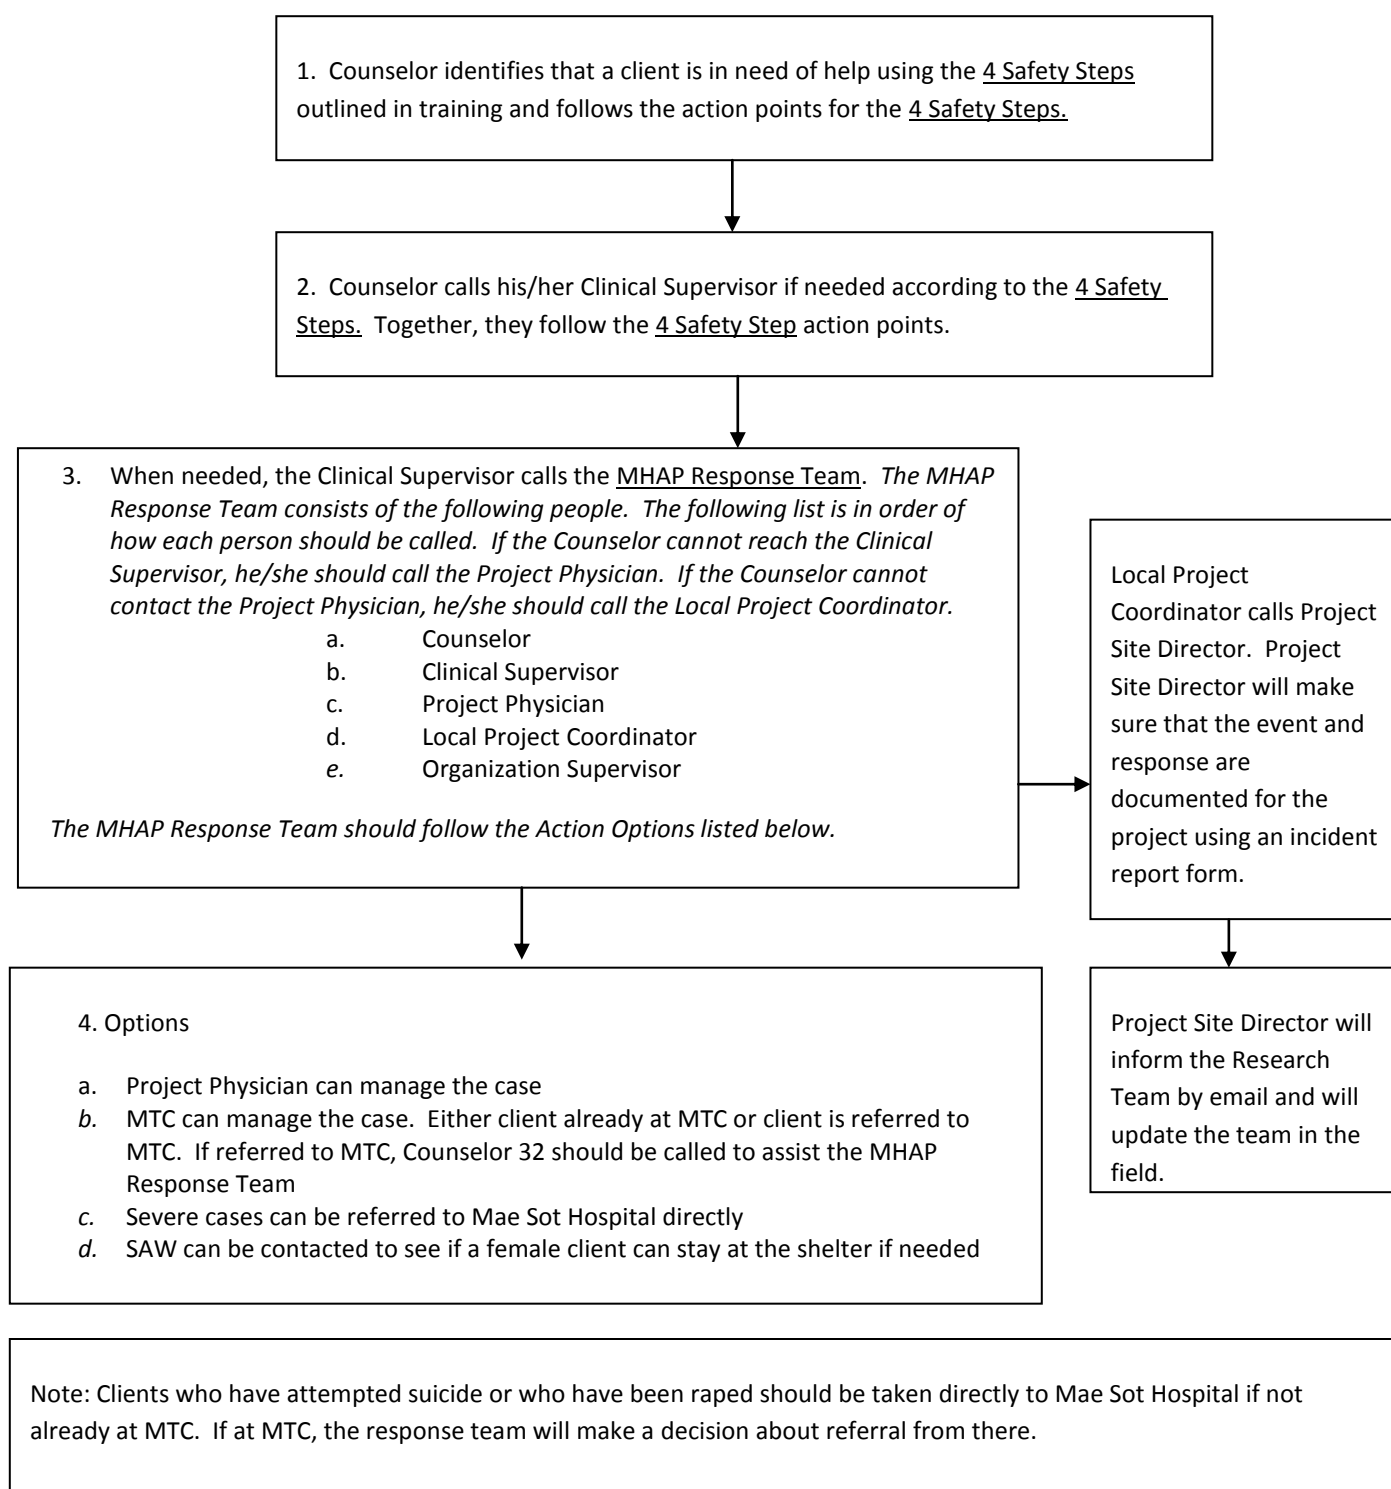 1. Counselor identifies that a client is in need of help using the 4 Safety Steps
outlined in training and follows the action points for the 4 Safety Steps.
2. Counselor calls his/her Clinical Supervisor if needed according to the 4 Safety
Steps. Together, they follow the 4 Safety Step action points.
3. When needed, the Clinical Supervisor calls the MHAP Response Team. The MHAP
Response Team consists of the following people. The following list is in order of
how each person should be called. If the Counselor cannot reach the Clinical
Supervisor, he/she should call the Project Physician. If the Counselor cannot
contact the Project Physician, he/she should call the Local Project Coordinator.
a. Counselor
b. Clinical Supervisor
c. Project Physician
d. Local Project Coordinator
e. Organization Supervisor
The MHAP Response Team should follow the Action Options listed below.
Local Project
Coordinator calls Project
Site Director. Project
Site Director will make
sure that the event and
response are
documented for the
project using an incident
report form.
4. Options
a. Project Physician can manage the case
b. MTC can manage the case. Either client already at MTC or client is referred to
MTC. If referred to MTC, Counselor 32 should be called to assist the MHAP
Response Team
c. Severe cases can be referred to Mae Sot Hospital directly
d. SAW can be contacted to see if a female client can stay at the shelter if needed
Project Site Director will
inform the Research
Team by email and will
update the team in the
field.
Note: Clients who have attempted suicide or who have been raped should be taken directly to Mae Sot Hospital if not
already at MTC. If at MTC, the response team will make a decision about referral from there.